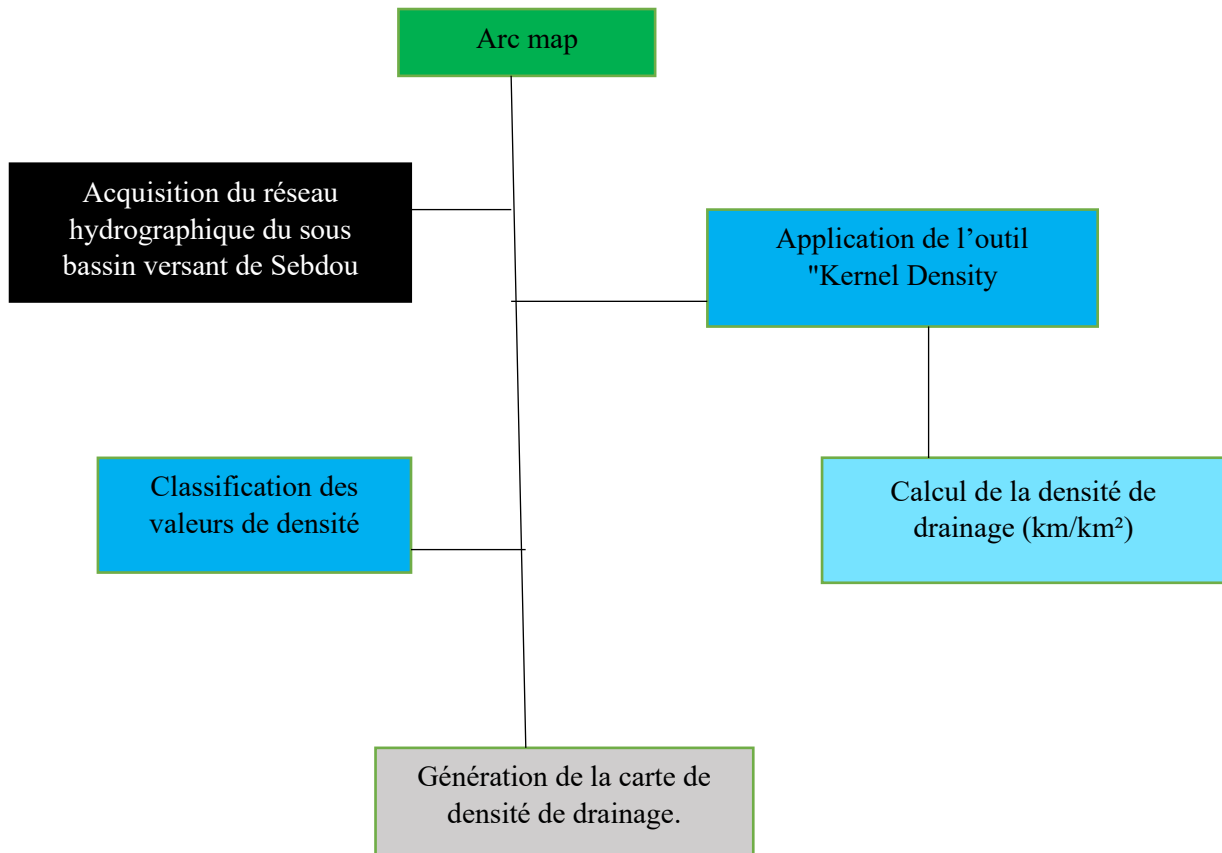 Arc map
Acquisition du réseau
hydrographique du sous
bassin versant de Sebdou
Application de l’outil
"Kernel Density
Classification des
valeurs de densité
Calcul de la densité de
drainage (km/km²)
Génération de la carte de
densité de drainage.